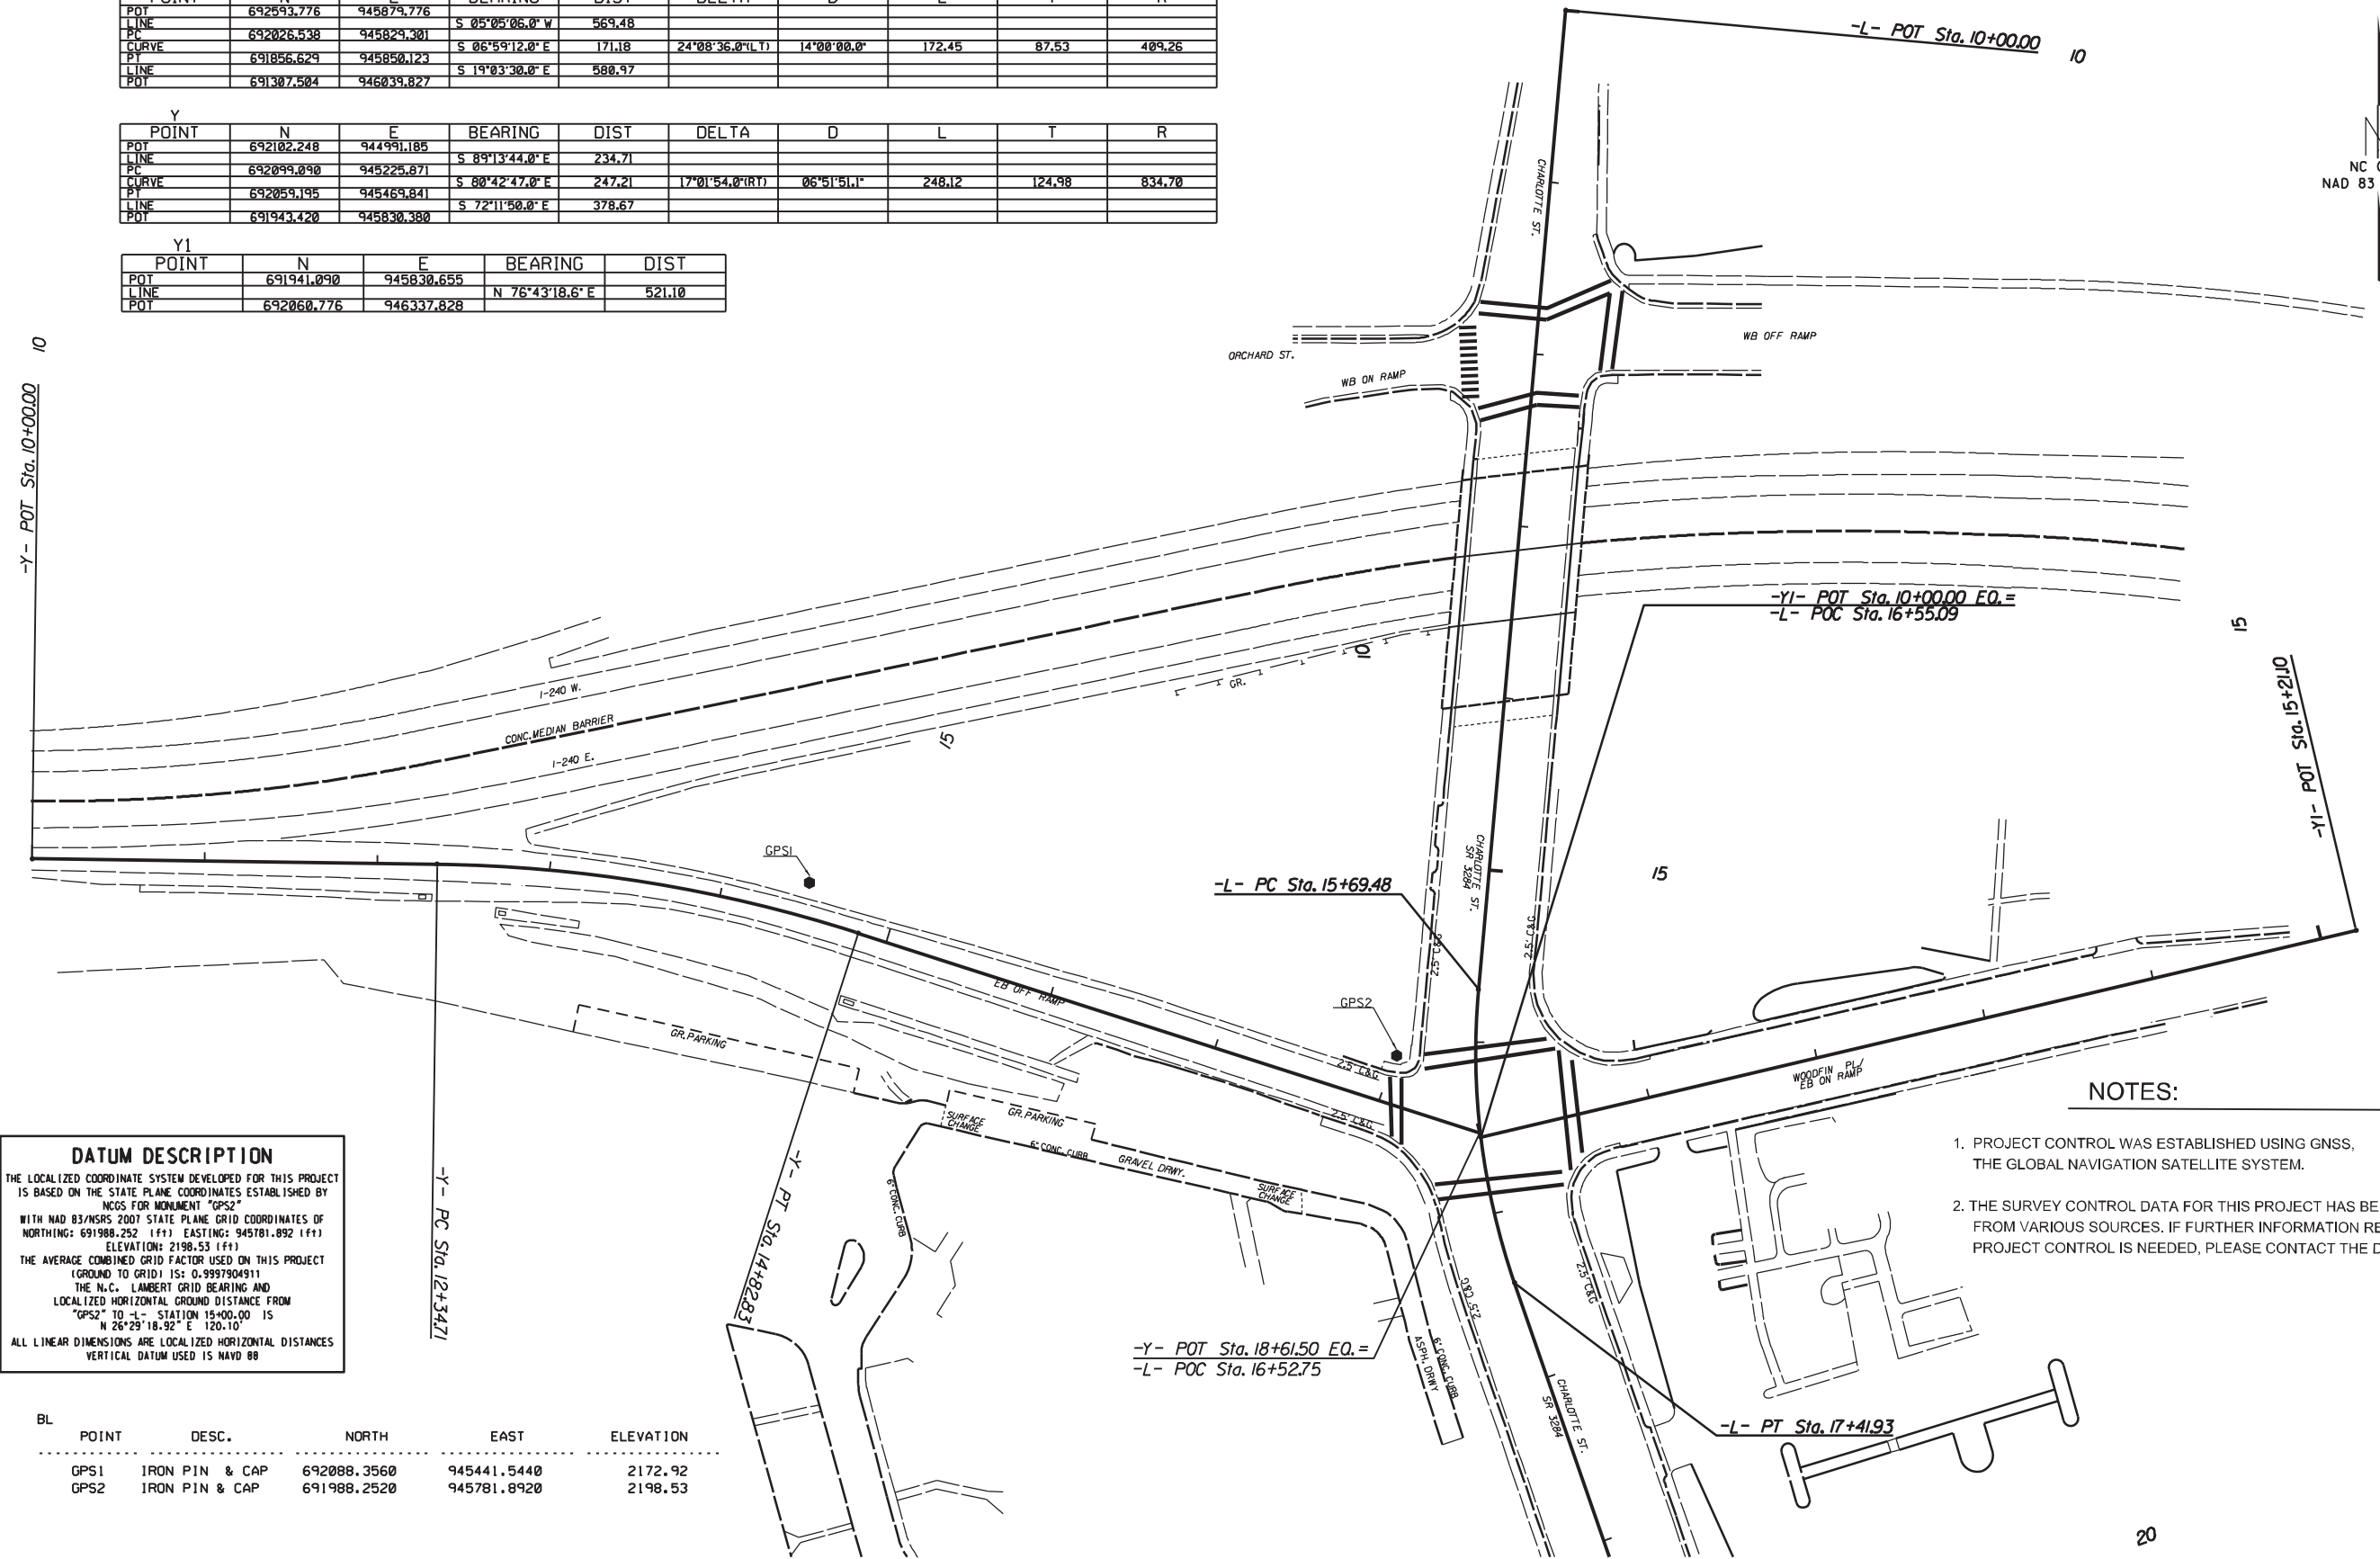 POT 692593.776 945879.776
LINE S 05°05'06.0" W 569.48
PC 692026.538 945829.301
CURVE S 06°59'12.0" E 171.18 24°08'36.0"(LT) 14°00'00.0" 172.45 87.53 409.26
PT 691856.629 945850.123
LINE S 19°03'30.0" E 580.97
POT 691307.504 946039.827
Y
POINT N E BEARING DIST DELTA D L T R
POT 692102.248 944991.185
LINE S 89°13'44.0" E 234.71
PC 692099.090 945225.871
CURVE S 80°42'47.0" E 247.21 17°01'54.0"(RT) 06°51'51.1" 248.12 124.98 834.70
PT 692059.195 945469.841
LINE S 72°11'50.0" E 378.67
POT 691943.420 945830.380
Y1
POINT N E BEARING DIST
POT 691941.090 945830.655
LINE N 76°43'18.6" E 521.10
POT 692060.776 946337.828
-L- POT Sta. 10+00.00
10
NC
NAD 83
CHARLOTTE ST.
ORCHARD ST.
WB ON RAMP
WB OFF RAMP
10
-Y- POT Sta. 10+00.00
-Y1- POT Sta. 10+00.00 EQ.=
-L- POC Sta. 16+55.09
15
-Y1- POT Sta. 15+21.10
10
GR.
I-240 W.
CONC. MEDIAN BARRIER
I-240 E.
15
GPS1
CHARLOTTE ST.
SR 3284
15
-L- PC Sta. 15+69.48
2.5' C&G
2.5' C&G
EB OFF RAMP
GPS2
GR. PARKING
2.5' C&G
WOODFIN PL/
EB ON RAMP
SURFACE
CHANGE
GR. PARKING
2.5' C&G
6" CONC. CURB
GRAVEL DRWY.
SURFACE
CHANGE
6" CONC. CURB
-Y- PC Sta. 12+34.71
-Y- PT Sta. 14+82.83
2.5' C&G
2.5' C&G
ASPH. DRWY
6" CONC. CURB
-Y- POT Sta. 18+61.50 EQ.=
-L- POC Sta. 16+52.75
CHARLOTTE ST.
SR 3284
-L- PT Sta. 17+41.93
20
NOTES:
1. PROJECT CONTROL WAS ESTABLISHED USING GNSS,
THE GLOBAL NAVIGATION SATELLITE SYSTEM.
2. THE SURVEY CONTROL DATA FOR THIS PROJECT HAS BE
FROM VARIOUS SOURCES. IF FURTHER INFORMATION RE
PROJECT CONTROL IS NEEDED, PLEASE CONTACT THE D
DATUM DESCRIPTION
THE LOCALIZED COORDINATE SYSTEM DEVELOPED FOR THIS PROJECT
IS BASED ON THE STATE PLANE COORDINATES ESTABLISHED BY
NCGS FOR MONUMENT "GPS2"
WITH NAD 83/NSRS 2007 STATE PLANE GRID COORDINATES OF
NORTHING: 691988.252 (ft) EASTING: 945781.892 (ft)
ELEVATION: 2198.53 (ft)
THE AVERAGE COMBINED GRID FACTOR USED ON THIS PROJECT
(GROUND TO GRID) IS: 0.9997904911
THE N.C. LAMBERT GRID BEARING AND
LOCALIZED HORIZONTAL GROUND DISTANCE FROM
"GPS2" TO -L- STATION 15+00.00 IS
N 26°29'18.92" E 120.10'
ALL LINEAR DIMENSIONS ARE LOCALIZED HORIZONTAL DISTANCES
VERTICAL DATUM USED IS NAVD 88
BL
POINT DESC. NORTH EAST ELEVATION
GPS1 IRON PIN & CAP 692088.3560 945441.5440 2172.92
GPS2 IRON PIN & CAP 691988.2520 945781.8920 2198.53